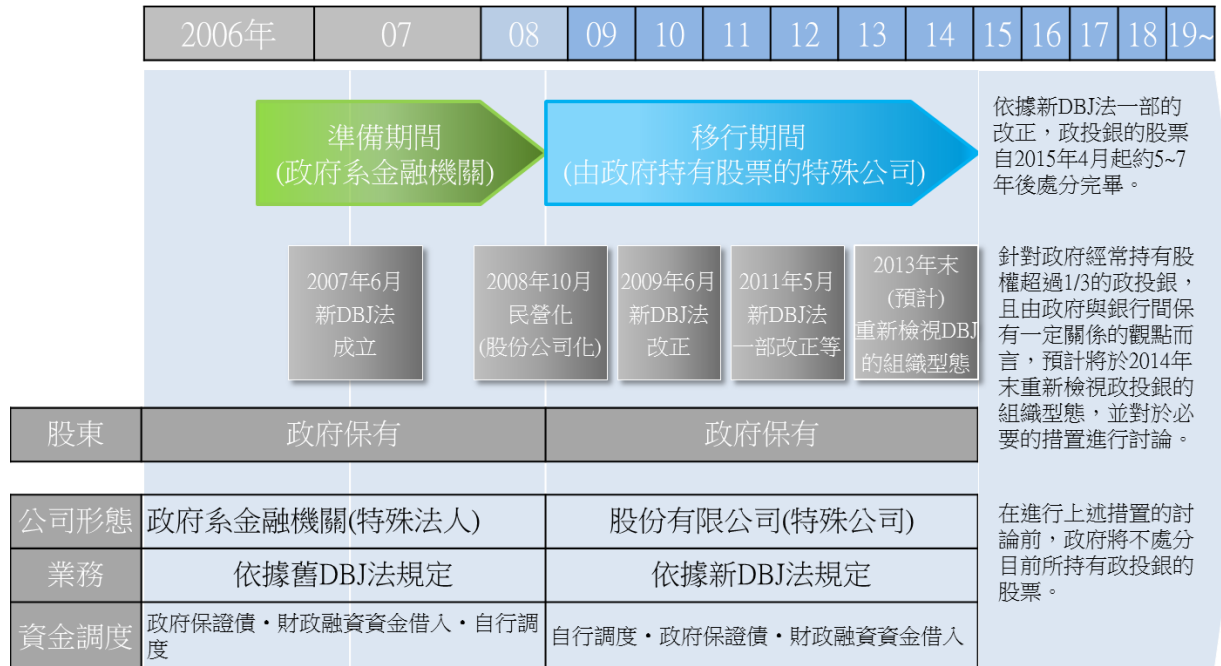 2006年 07 08 09 10 11 12 13 14 15 16 17 18 19~
準備期間
(政府系金融機關)
移行期間
(由政府持有股票的特殊公司)
依據新DBJ法一部的
改正，政投銀的股票
自2015年4月起約5~7
年後處分完畢。
2007年6月
新DBJ法
成立
2008年10月
民營化
(股份公司化)
2009年6月
新DBJ法
改正
2011年5月
新DBJ法
一部改正等
2013年末
(預計)
重新檢視DBJ
的組織型態
針對政府經常持有股
權超過1/3的政投銀，
且由政府與銀行間保
有一定關係的觀點而
言，預計將於2014年
末重新檢視政投銀的
組織型態，並對於必
要的措置進行討論。
股東 政府保有 政府保有
公司形態 政府系金融機關(特殊法人) 股份有限公司(特殊公司)
業務 依據舊DBJ法規定 依據新DBJ法規定
資金調度 政府保證債・財政融資資金借入・自行調
度
自行調度・政府保證債・財政融資資金借入
在進行上述措置的討
論前，政府將不處分
目前所持有政投銀的
股票。